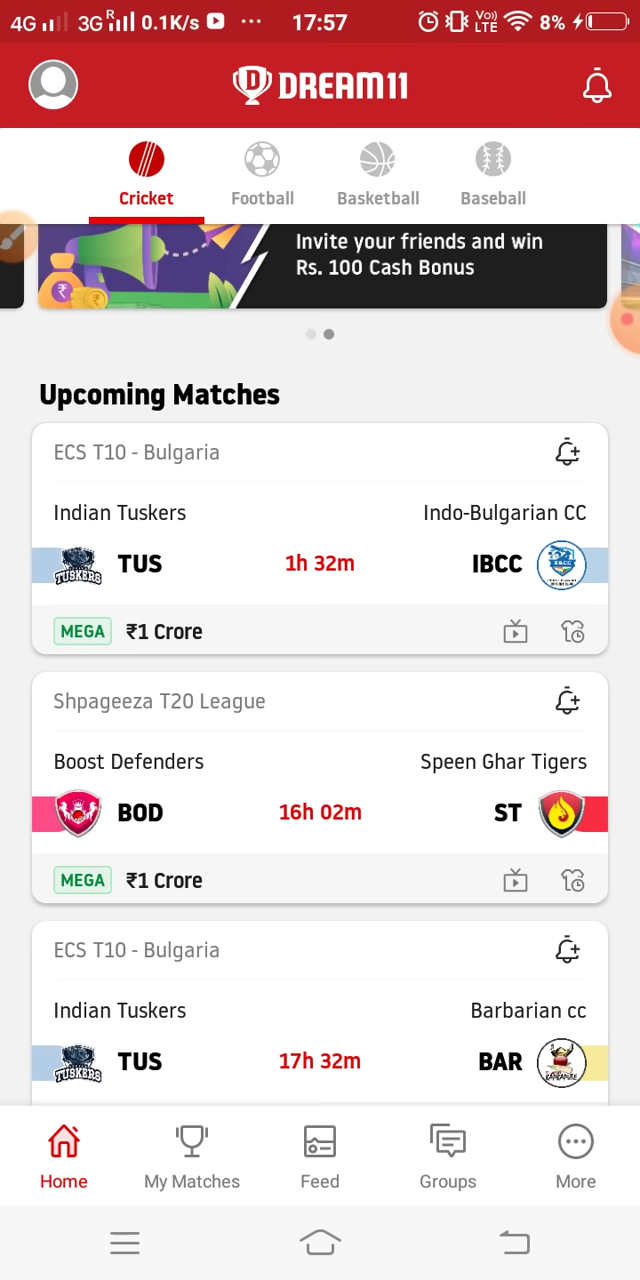 4G 3G R 0.1K/s ··· 17:57 Vo) LTE 8%
DREAM11
Cricket Football Basketball Baseball
Invite your friends and win
Rs. 100 Cash Bonus
Upcoming Matches
ECS T10 - Bulgaria
Indian Tuskers Indo-Bulgarian CC
TUSKERS TUS 1h 32m IBCC IBCC
MEGA ₹1 Crore
Shpageeza T20 League
Boost Defenders Speen Ghar Tigers
BOD 16h 02m ST
MEGA ₹1 Crore
ECS T10 - Bulgaria
Indian Tuskers Barbarian cc
TUSKERS TUS 17h 32m BAR
Home My Matches Feed Groups More